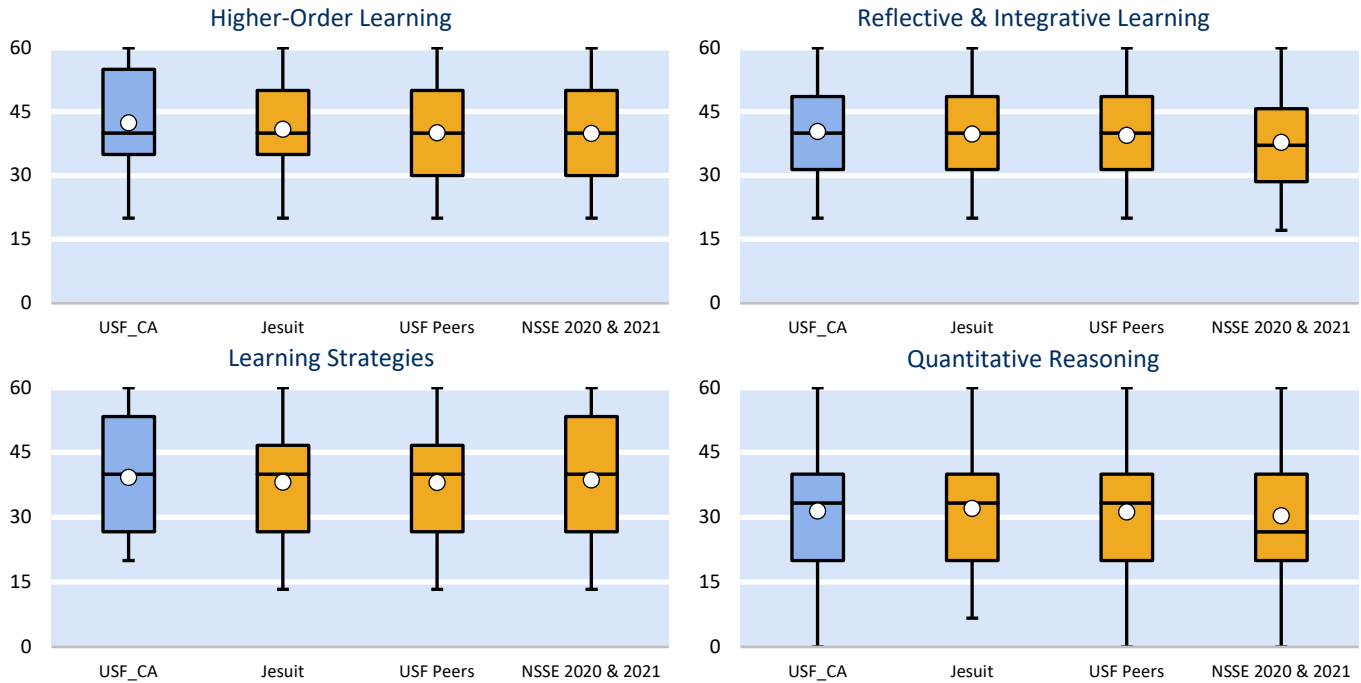 Higher-Order Learning
60
45
30
15
0
USF_CA Jesuit USF Peers NSSE 2020 & 2021
Reflective & Integrative Learning
60
45
30
15
0
USF_CA Jesuit USF Peers NSSE 2020 & 2021
Learning Strategies
60
45
30
15
0
USF_CA Jesuit USF Peers NSSE 2020 & 2021
Quantitative Reasoning
60
45
30
15
0
USF_CA Jesuit USF Peers NSSE 2020 & 2021